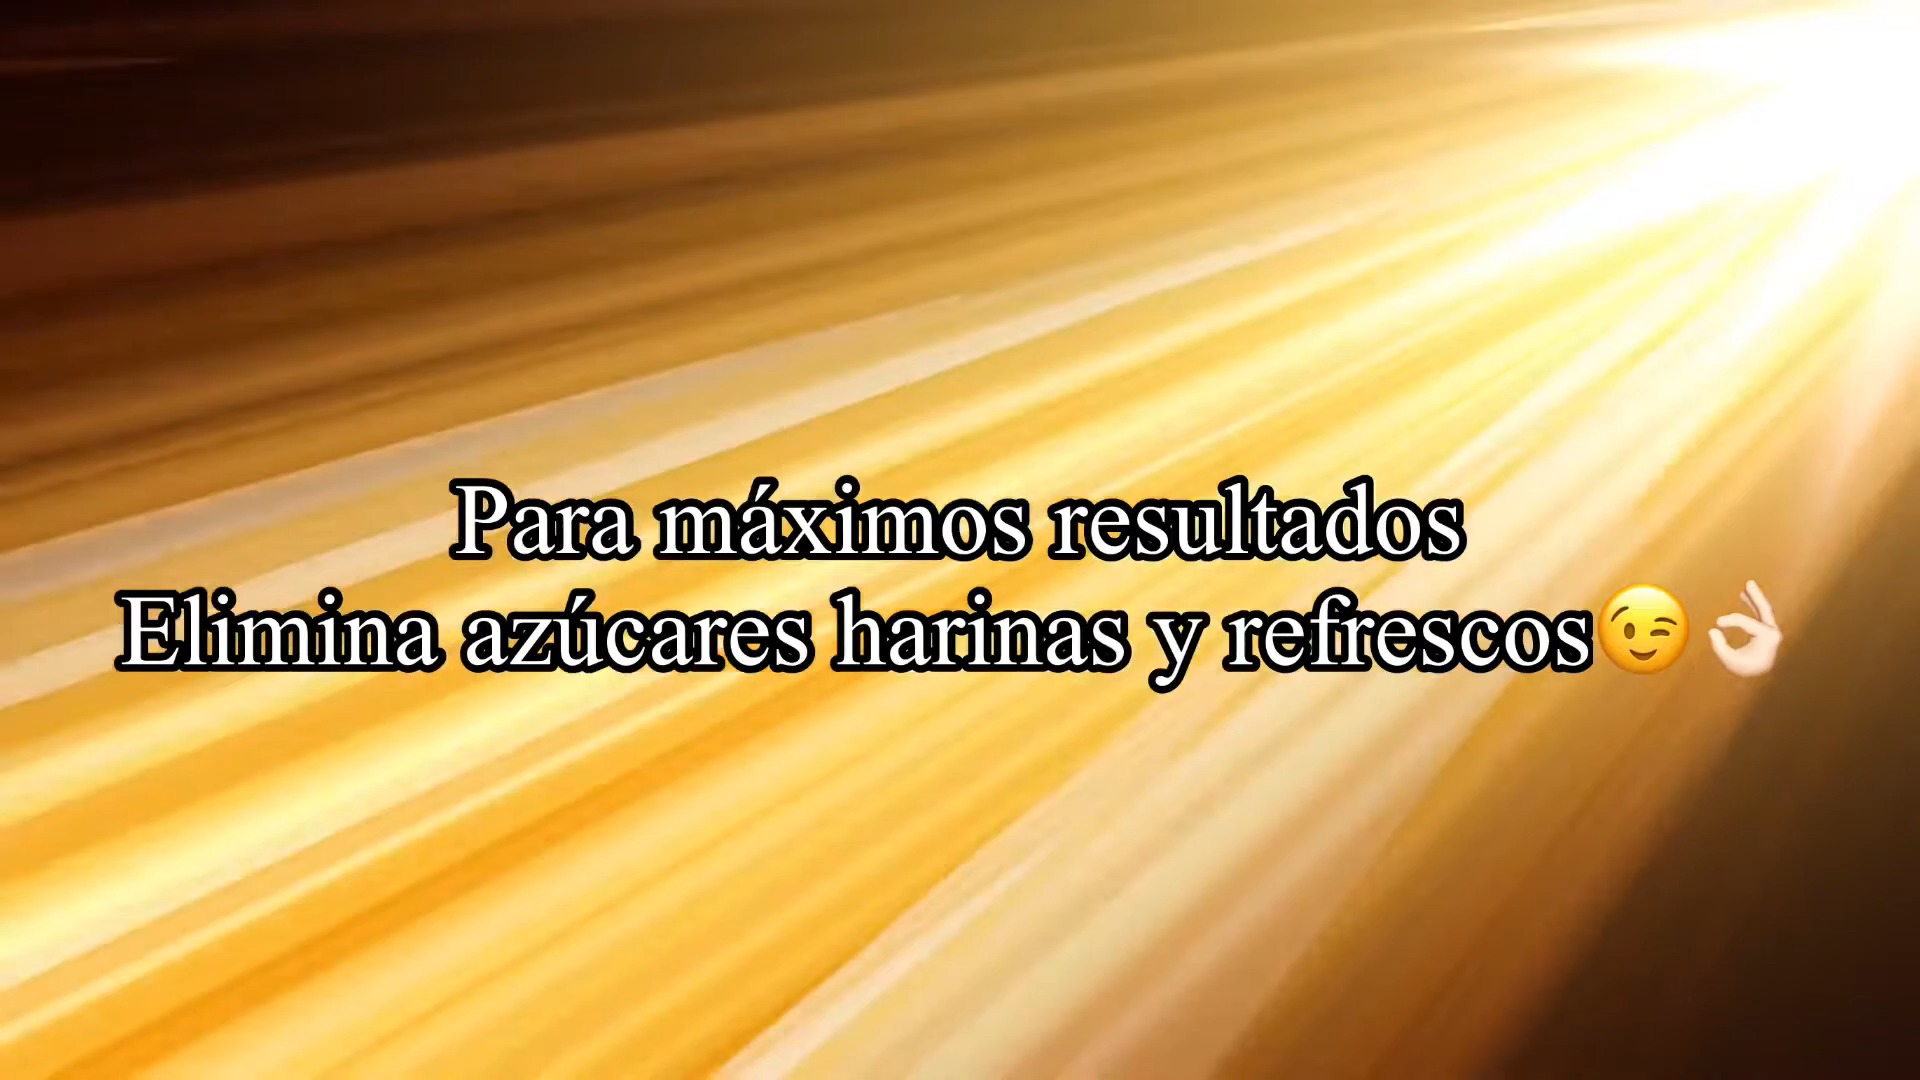 Para máximos resultados
Elimina azúcares harinas y refrescos😉👌🏻